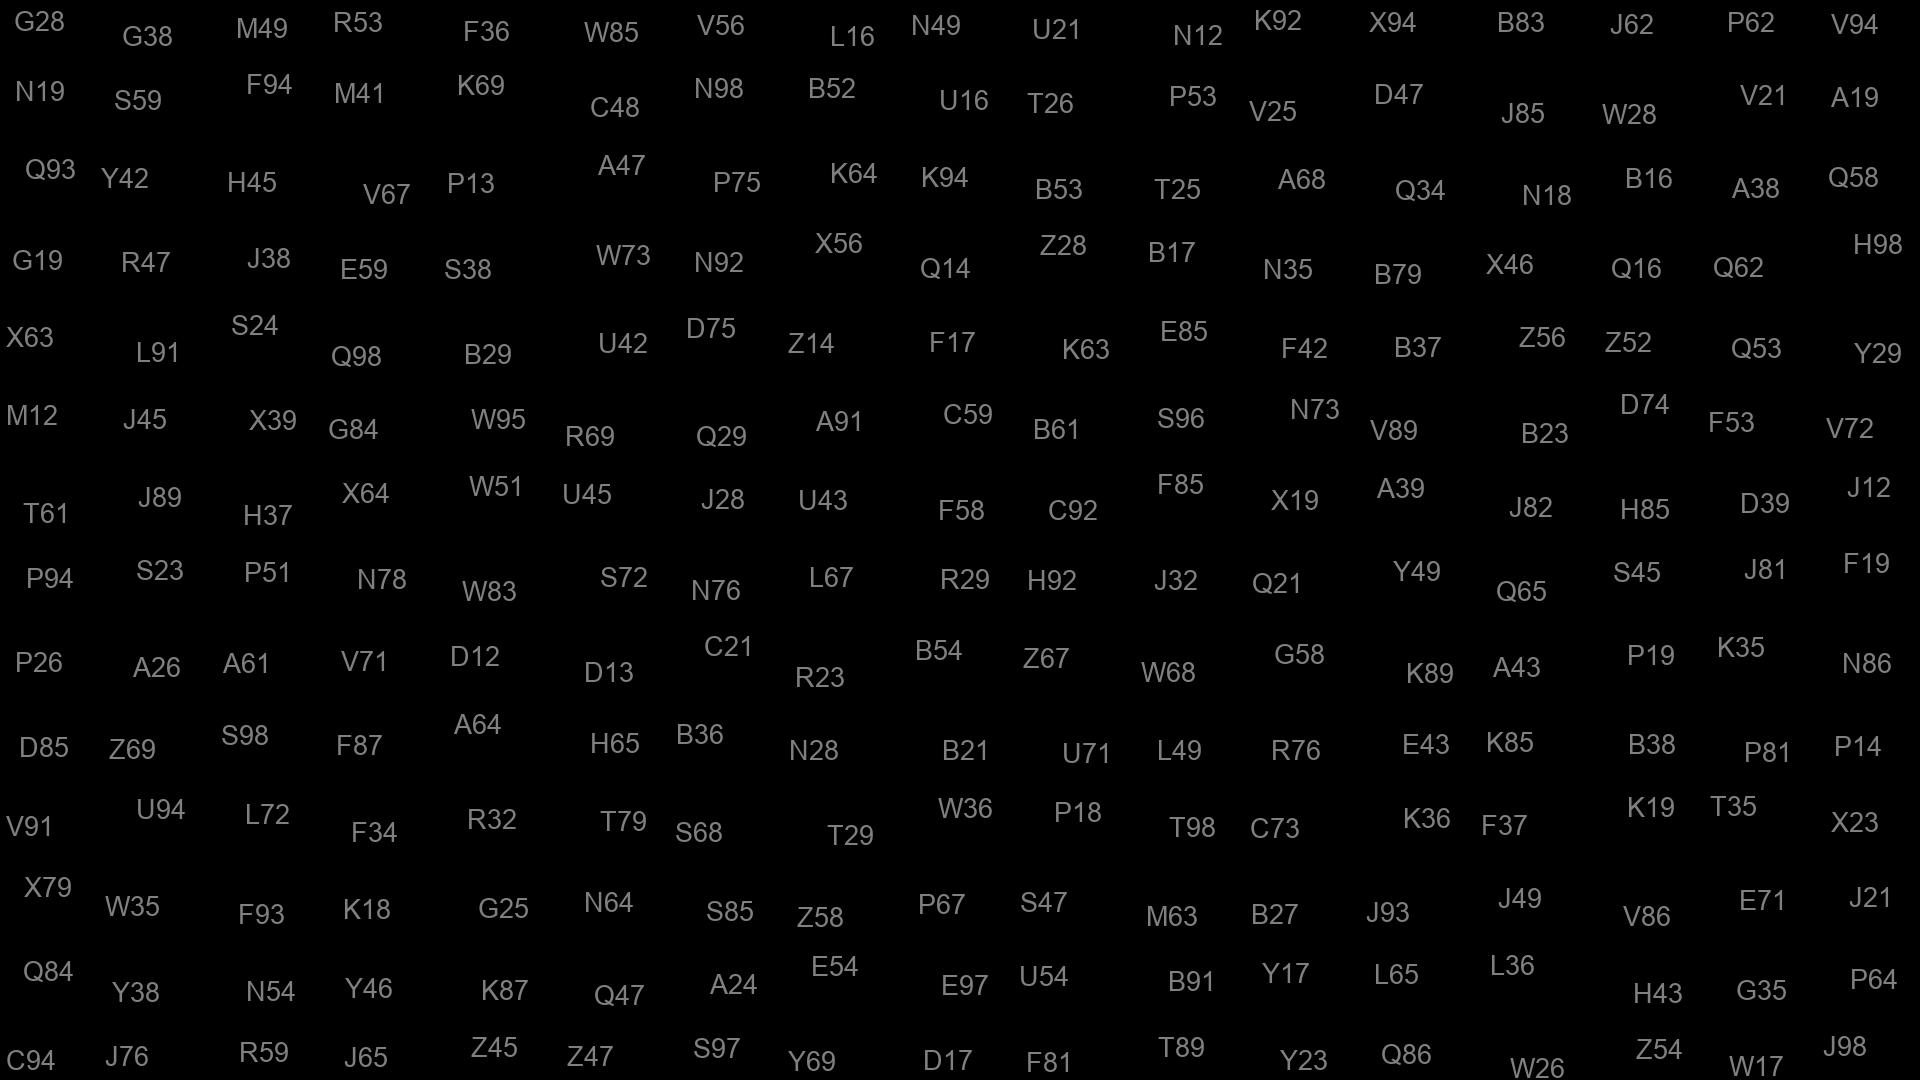 G28 G38 M49 R53 F36 W85 V56 L16 N49 U21 N12 K92 X94 B83 J62 P62 V94
N19 S59 F94 M41 K69 C48 N98 B52 U16 T26 P53 V25 D47 J85 W28 V21 A19
Q93 Y42 H45 V67 P13 A47 P75 K64 K94 B53 T25 A68 Q34 N18 B16 A38 Q58
G19 R47 J38 E59 S38 W73 N92 X56 Q14 Z28 B17 N35 B79 X46 Q16 Q62 H98
X63 L91 S24 Q98 B29 U42 D75 Z14 F17 K63 E85 F42 B37 Z56 Z52 Q53 Y29
M12 J45 X39 G84 W95 R69 Q29 A91 C59 B61 S96 N73 V89 B23 D74 F53 V72
T61 J89 H37 X64 W51 U45 J28 U43 F58 C92 F85 X19 A39 J82 H85 D39 J12
P94 S23 P51 N78 W83 S72 N76 L67 R29 H92 J32 Q21 Y49 Q65 S45 J81 F19
P26 A26 A61 V71 D12 D13 C21 R23 B54 Z67 W68 G58 K89 A43 P19 K35 N86
D85 Z69 S98 F87 A64 H65 B36 N28 B21 U71 L49 R76 E43 K85 B38 P81 P14
V91 U94 L72 F34 R32 T79 S68 T29 W36 P18 T98 C73 K36 F37 K19 T35 X23
X79 W35 F93 K18 G25 N64 S85 Z58 P67 S47 M63 B27 J93 J49 V86 E71 J21
Q84 Y38 N54 Y46 K87 Q47 A24 E54 E97 U54 B91 Y17 L65 L36 H43 G35 P64
C94 J76 R59 J65 Z45 Z47 S97 Y69 D17 F81 T89 Y23 Q86 W26 Z54 W17 J98